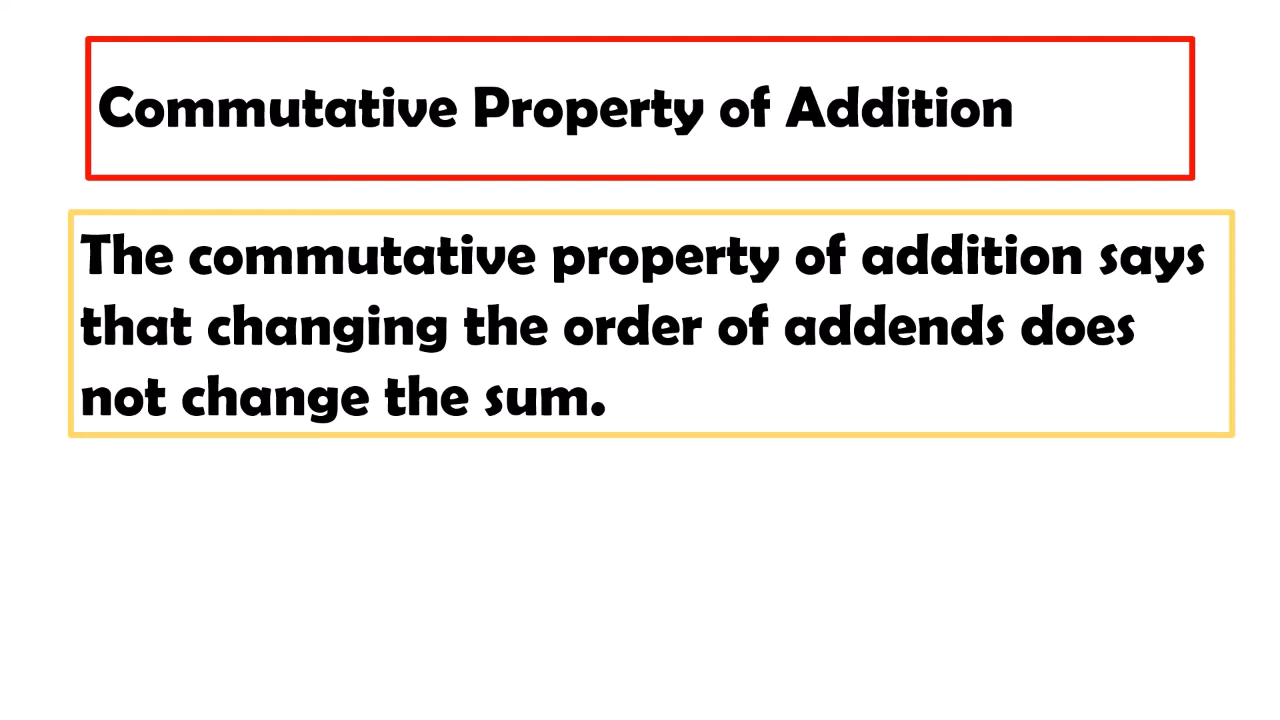 Commutative Property of Addition
The commutative property of addition says
that changing the order of addends does
not change the sum.